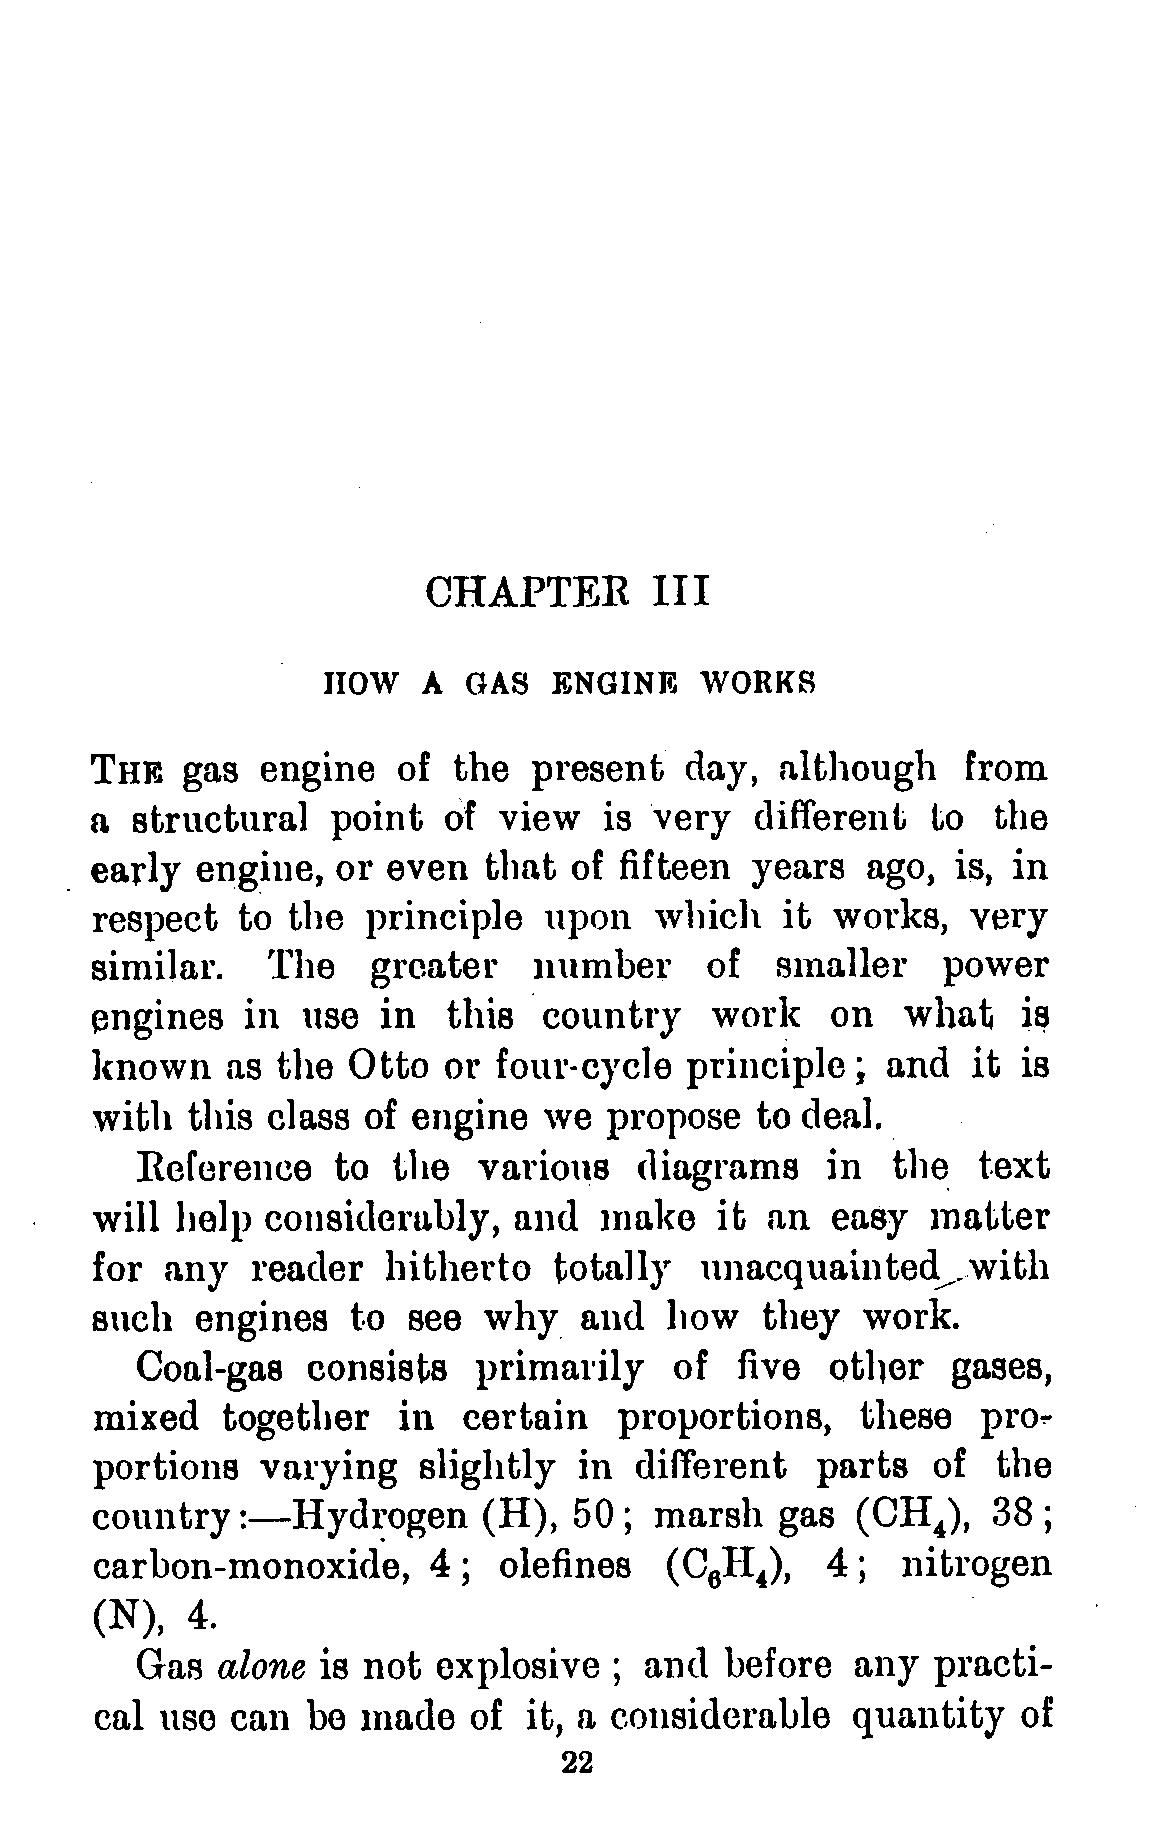 CHAPTER III
HOW A GAS ENGINE WORKS
THE gas engine of the present day, although from
a structural point of view is very different to the
early engine, or even that of fifteen years ago, is, in
respect to the principle upon which it works, very
similar. The greater number of smaller power
engines in use in this country work on what is
known as the Otto or four-cycle principle; and it is
with this class of engine we propose to deal.
Reference to the various diagrams in the text
will help considerably, and make it an easy matter
for any reader hitherto totally unacquainted with
such engines to see why and how they work.
Coal-gas consists primarily of five other gases,
mixed together in certain proportions, these pro-
portions varying slightly in different parts of the
country:—Hydrogen (H), 50; marsh gas (CH₄), 38;
carbon-monoxide, 4; olefines (C₆H₄), 4; nitrogen
(N), 4.
Gas alone is not explosive; and before any practi-
cal use can be made of it, a considerable quantity of
22